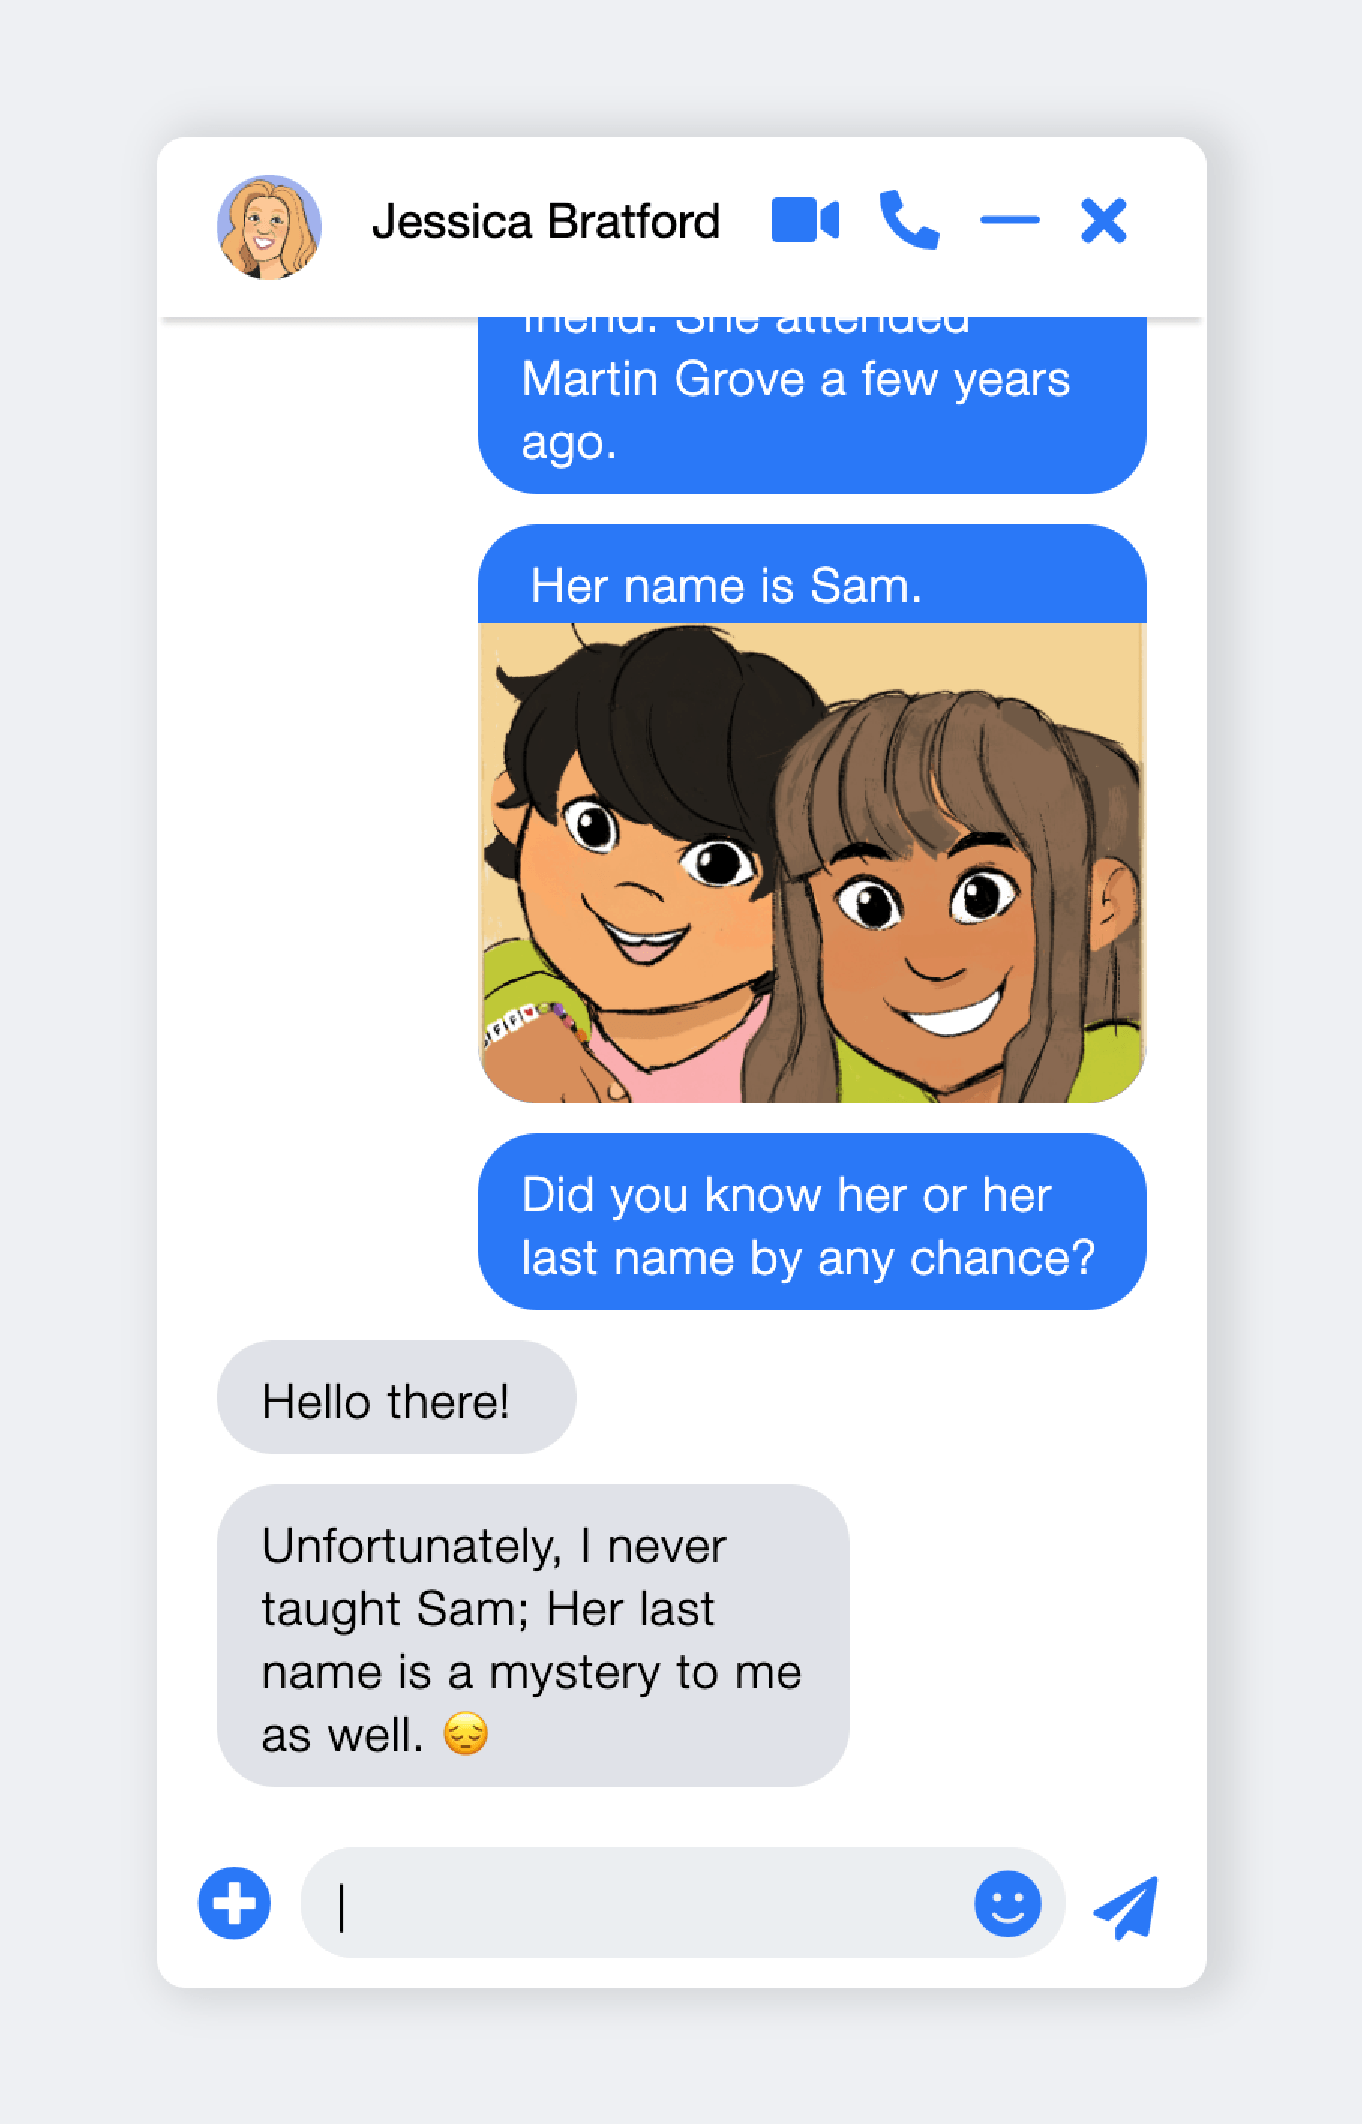 Jessica Bratford
friend. She attended
Martin Grove a few years
ago.
Her name is Sam.
FF
Did you know her or her
last name by any chance?
Hello there!
Unfortunately, I never
taught Sam; Her last
name is a mystery to me
as well. 😔